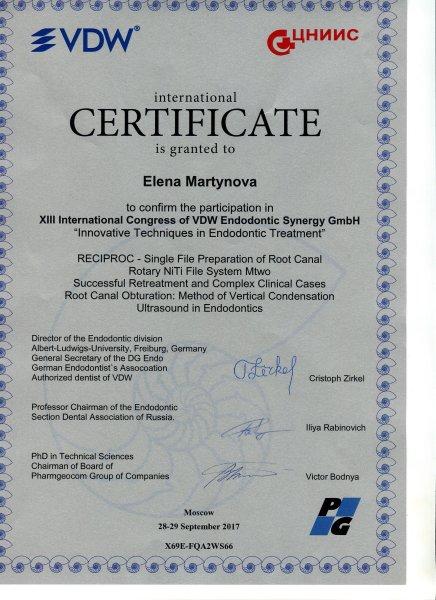 VDW®
ЦНИИС
international
CERTIFICATE
is granted to
Elena Martynova
to confirm the participation in
XIII International Congress of VDW Endodontic Synergy GmbH
“Innovative Techniques in Endodontic Treatment”
RECIPROC - Single File Preparation of Root Canal
Rotary NiTi File System Mtwo
Successful Retreatment and Complex Clinical Cases
Root Canal Obturation: Method of Vertical Condensation
Ultrasound in Endodontics
Director of the Endodontic division
Albert-Ludwigs-University, Freiburg, Germany
General Secretary of the DG Endo
German Endodontist`s Assocoation
Authorized dentist of VDW
Cristoph Zirkel
Professor Chairman of the Endodontic
Section Dental Association of Russia.
Iliya Rabinovich
PhD in Technical Sciences
Chairman of Board of
Pharmgeocom Group of Companies
Victor Bodnya
Moscow
28-29 September 2017
X69E-FQA2WS66
PG